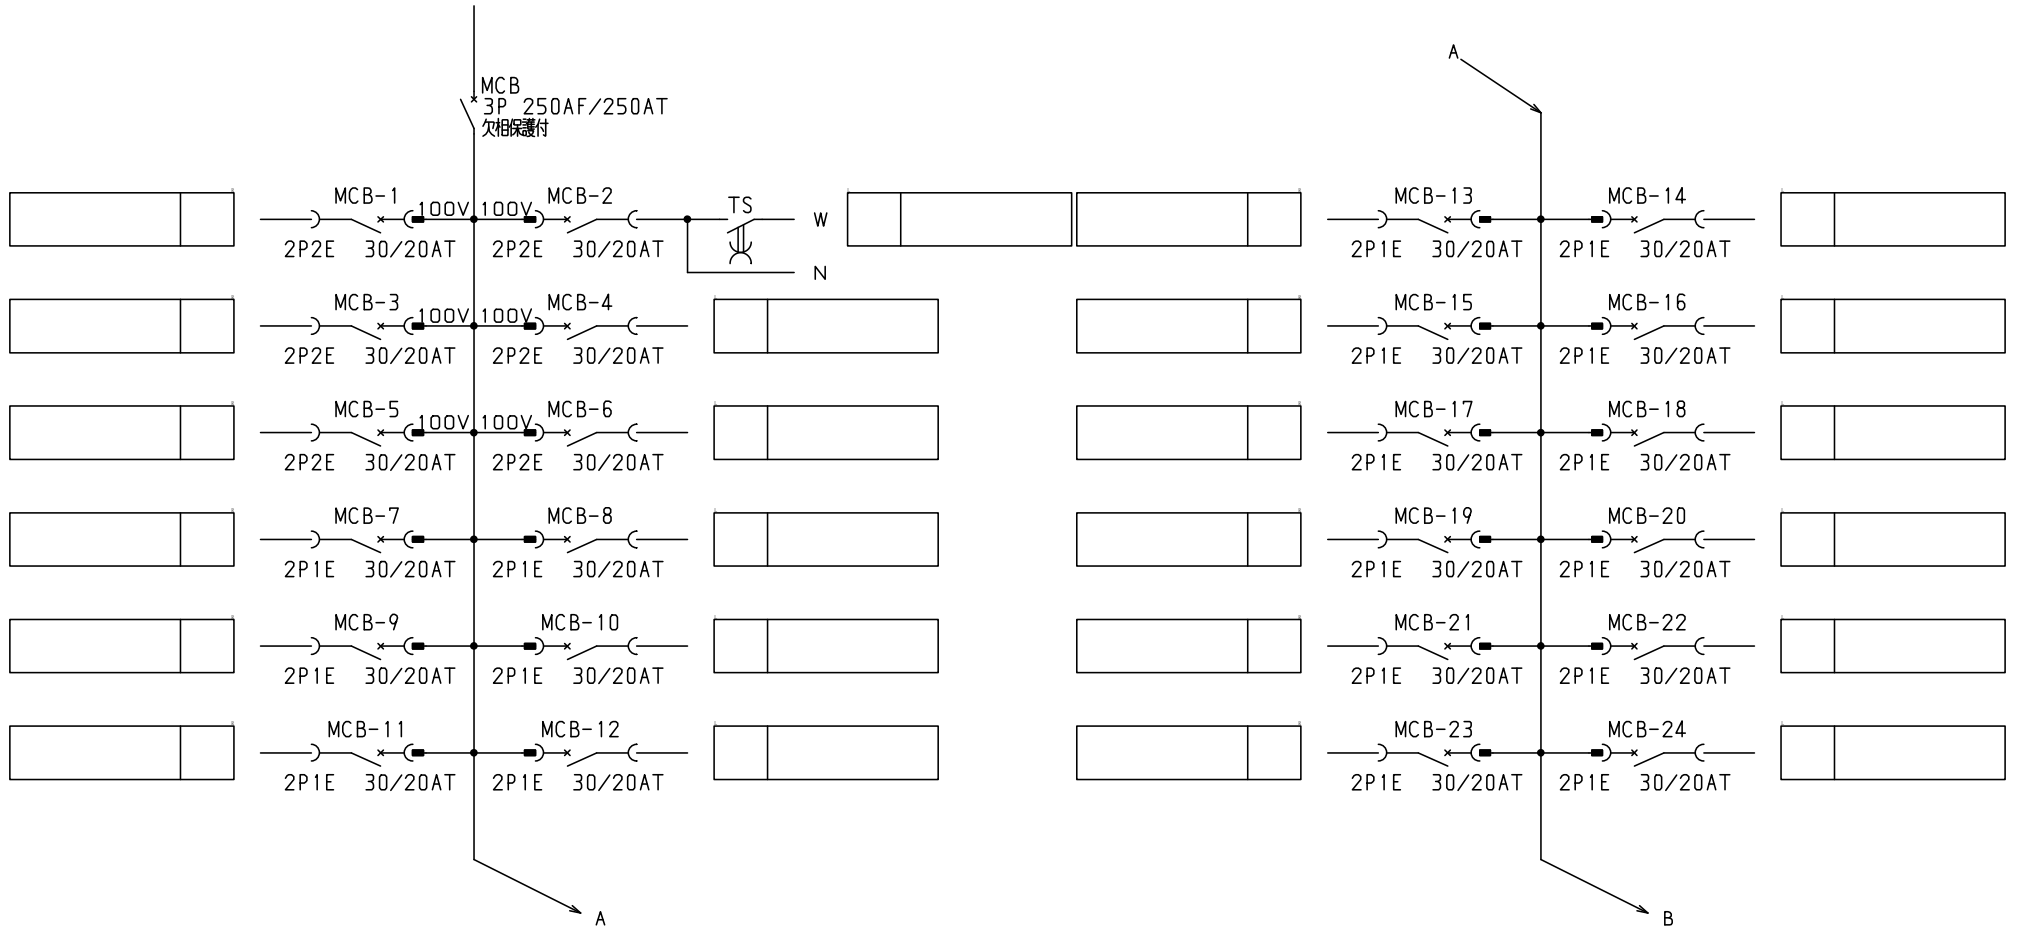 MCB
3P 250AF/250AT
欠相保護付
MCB-1 100V 100V MCB-2 TS W
2P2E 30/20AT 2P2E 30/20AT
N
MCB-3 100V 100V MCB-4
2P2E 30/20AT 2P2E 30/20AT
MCB-5 100V 100V MCB-6
2P2E 30/20AT 2P2E 30/20AT
MCB-7 MCB-8
2P1E 30/20AT 2P1E 30/20AT
MCB-9 MCB-10
2P1E 30/20AT 2P1E 30/20AT
MCB-11 MCB-12
2P1E 30/20AT 2P1E 30/20AT
A
A
MCB-13 MCB-14
2P1E 30/20AT 2P1E 30/20AT
MCB-15 MCB-16
2P1E 30/20AT 2P1E 30/20AT
MCB-17 MCB-18
2P1E 30/20AT 2P1E 30/20AT
MCB-19 MCB-20
2P1E 30/20AT 2P1E 30/20AT
MCB-21 MCB-22
2P1E 30/20AT 2P1E 30/20AT
MCB-23 MCB-24
2P1E 30/20AT 2P1E 30/20AT
B